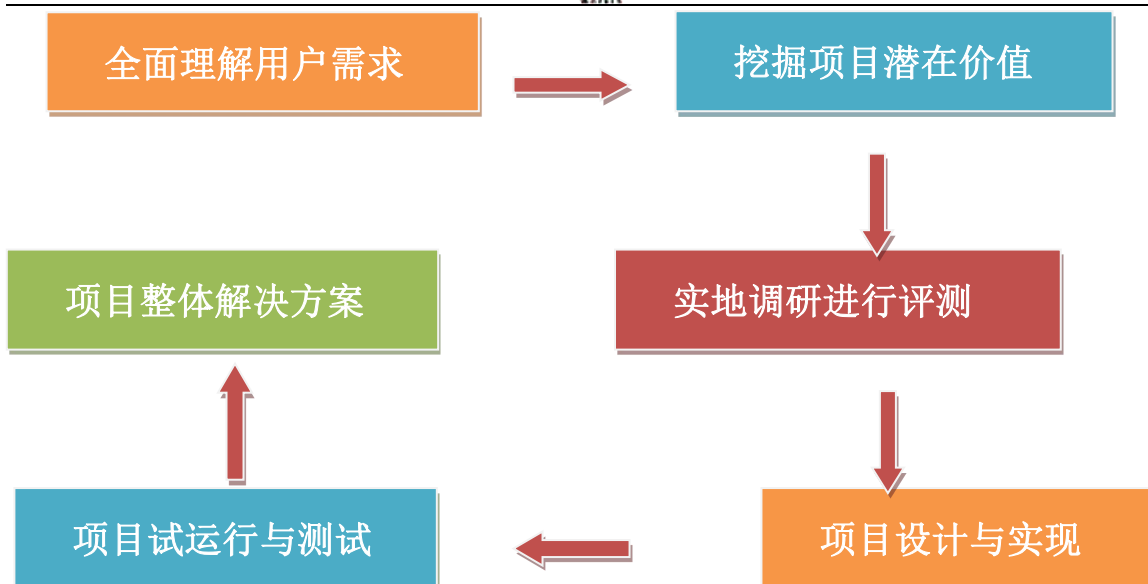 全面理解用户需求
挖掘项目潜在价值
项目整体解决方案
实地调研进行评测
项目试运行与测试
项目设计与实现